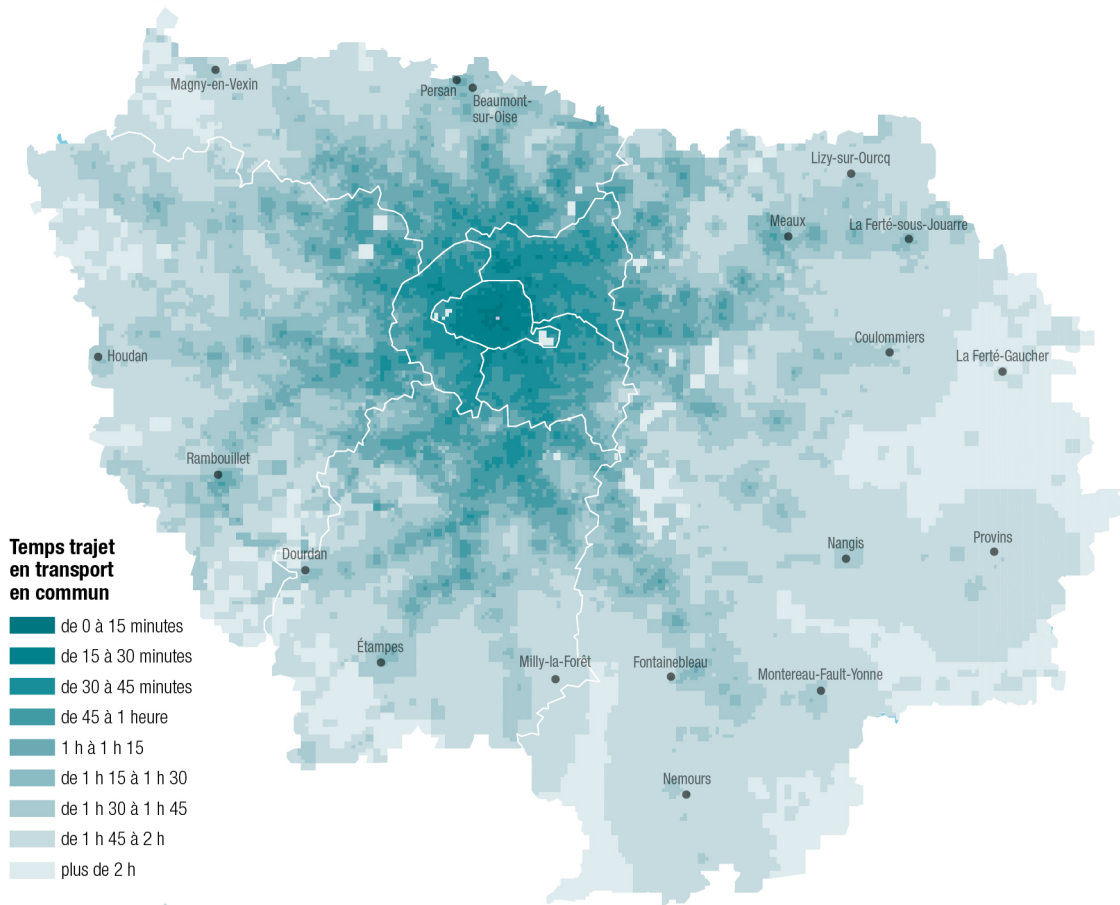 Magny-en-Vexin
Persan
Beaumont-
sur-Oise
Lizy-sur-Ourcq
Meaux
La Ferté-sous-Jouarre
Houdan
Coulommiers
La Ferté-Gaucher
Rambouillet
Dourdan
Nangis
Provins
Étampes
Milly-la-Forêt
Fontainebleau
Montereau-Fault-Yonne
Nemours
Temps trajet
en transport
en commun
de 0 à 15 minutes
de 15 à 30 minutes
de 30 à 45 minutes
de 45 à 1 heure
1 h à 1 h 15
de 1 h 15 à 1 h 30
de 1 h 30 à 1 h 45
de 1 h 45 à 2 h
plus de 2 h